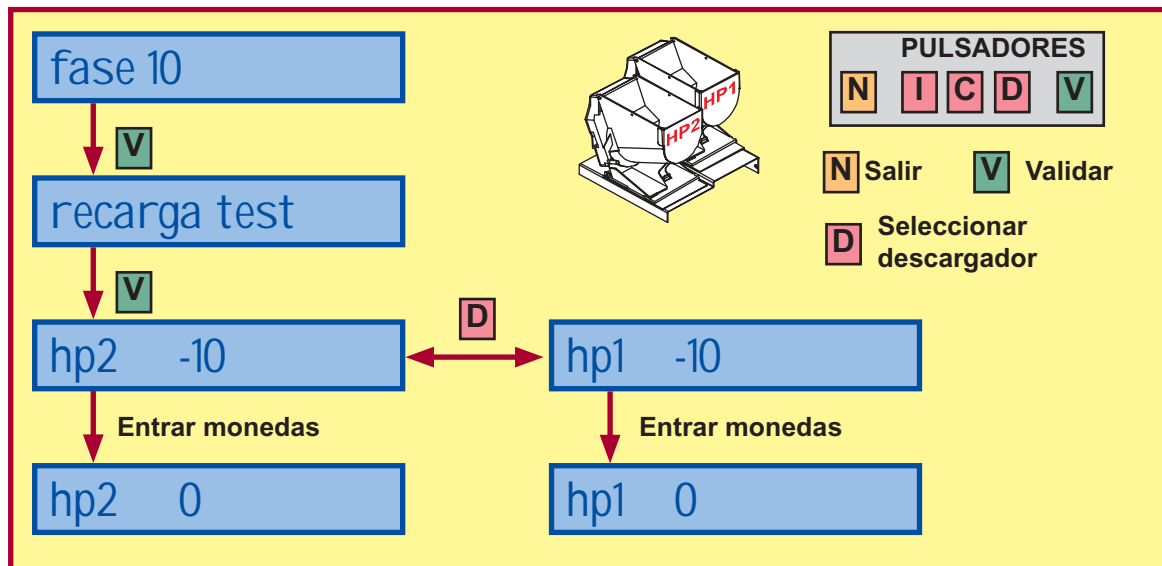 fase 10
V
recarga test
V
hp2 -10
D
hp1 -10
Entrar monedas
Entrar monedas
hp2 0
hp1 0
HP1
HP2
PULSADORES
N I C D V
N Salir
V Validar
D Seleccionar
descargador